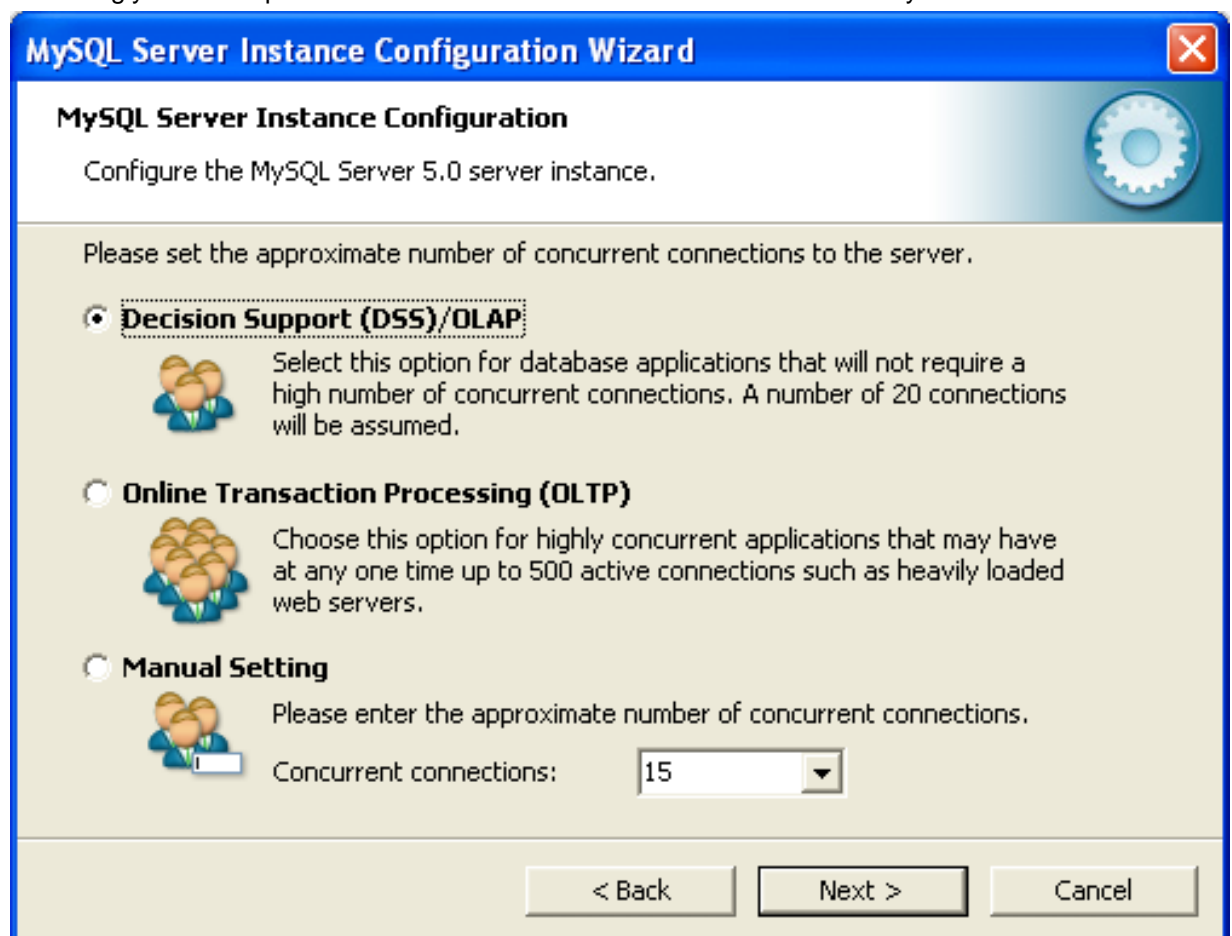 MySQL Server Instance Configuration Wizard
MySQL Server Instance Configuration
Configure the MySQL Server 5.0 server instance.
Please set the approximate number of concurrent connections to the server.
Decision Support (DSS)/OLAP
Select this option for database applications that will not require a
high number of concurrent connections. A number of 20 connections
will be assumed.
Online Transaction Processing (OLTP)
Choose this option for highly concurrent applications that may have
at any one time up to 500 active connections such as heavily loaded
web servers.
Manual Setting
Please enter the approximate number of concurrent connections.
Concurrent connections: 15
< Back Next > Cancel